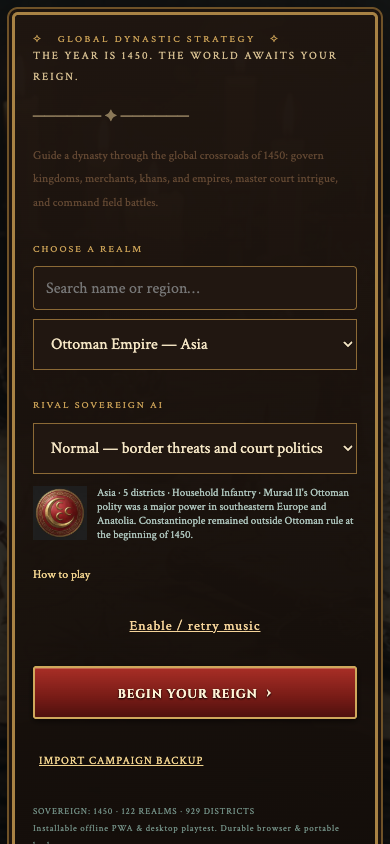 ✧ GLOBAL DYNASTIC STRATEGY ✧
THE YEAR IS 1450. THE WORLD AWAITS YOUR
REIGN.
Guide a dynasty through the global crossroads of 1450: govern
kingdoms, merchants, khans, and empires, master court intrigue,
and command field battles.
CHOOSE A REALM
Search name or region…
Ottoman Empire — Asia
RIVAL SOVEREIGN AI
Normal — border threats and court politics
Asia · 5 districts · Household Infantry · Murad II's Ottoman
polity was a major power in southeastern Europe and
Anatolia. Constantinople remained outside Ottoman rule at
the beginning of 1450.
How to play
Enable / retry music
BEGIN YOUR REIGN ›
IMPORT CAMPAIGN BACKUP
SOVEREIGN: 1450 · 122 REALMS · 929 DISTRICTS
Installable offline PWA & desktop playtest. Durable browser & portable